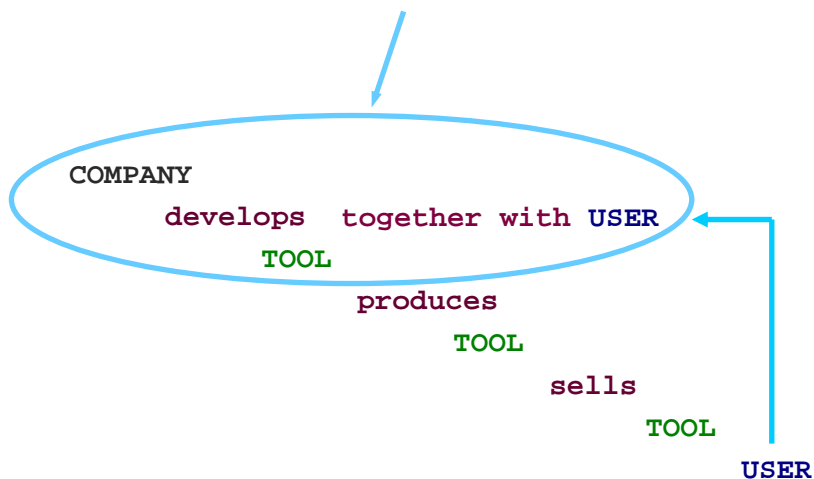 COMPANY
develops together with USER
TOOL
produces
TOOL
sells
TOOL
USER